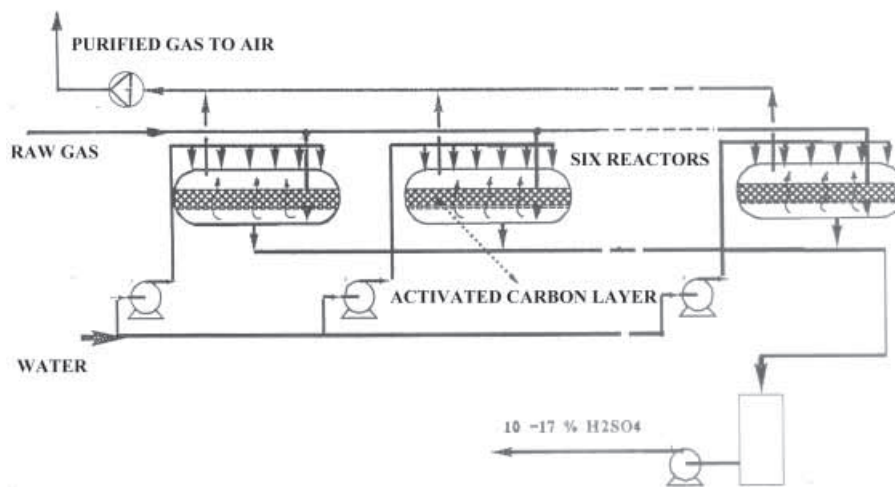 PURIFIED GAS TO AIR
RAW GAS
SIX REACTORS
ACTIVATED CARBON LAYER
WATER
10 -17 % H2SO4